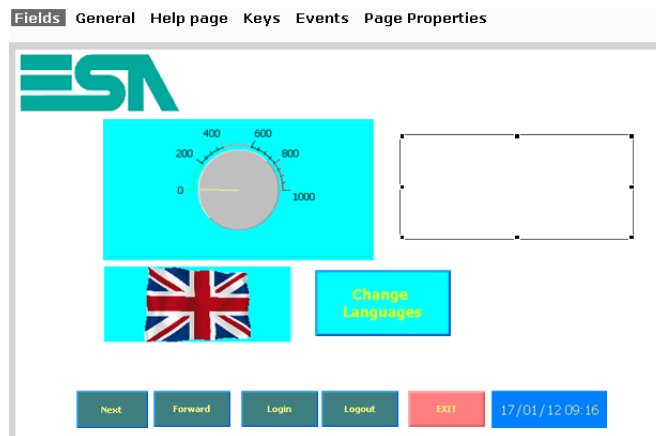 Fields General Help page Keys Events Page Properties
ESA
400 600
200 800
0 1000
Change
Languages
Next Forward Login Logout EXIT 17/01/12 09:16